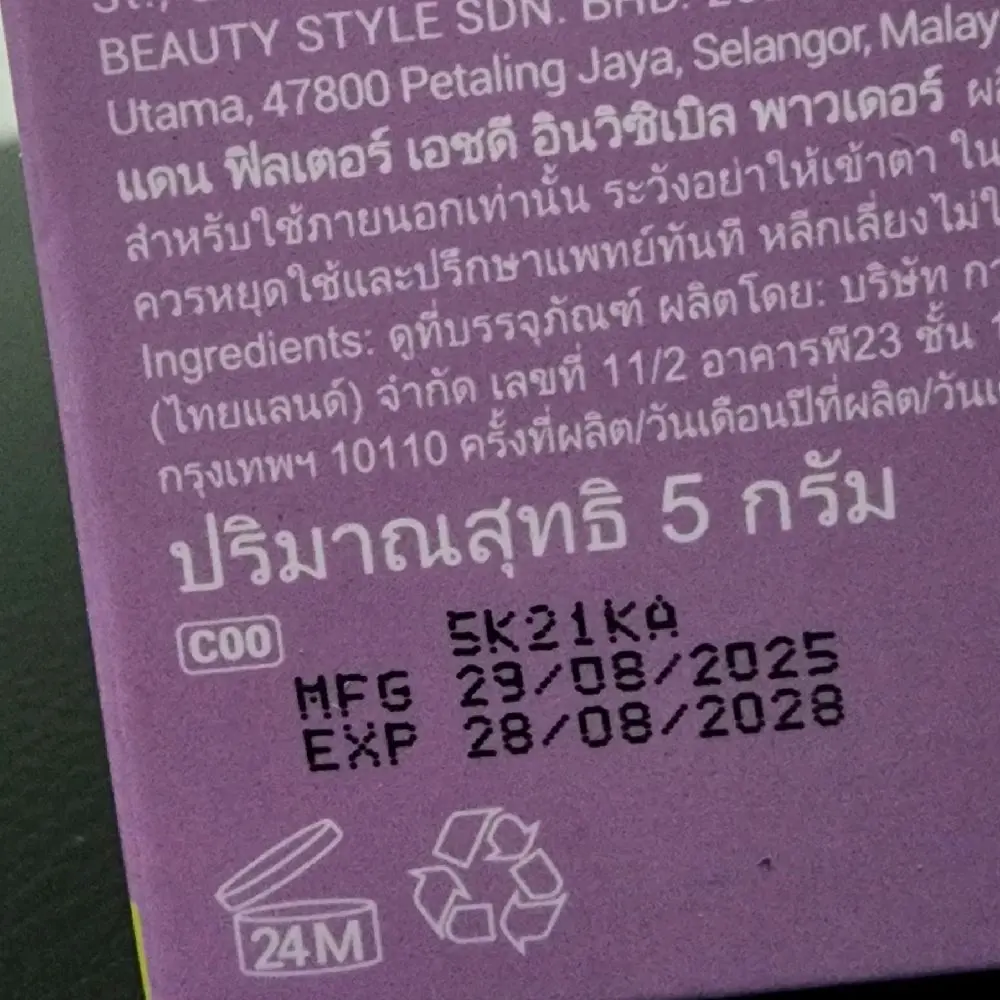 BEAUTY STYLE SDN. BHD.
Utama, 47800 Petaling Jaya, Selangor, Malay
แดน ฟิลเตอร์ เอชดี อินวิซิเบิล พาวเดอร์
สำหรับใช้ภายนอกเท่านั้น ระวังอย่าให้เข้าตา ใน
ควรหยุดใช้และปรึกษาแพทย์ทันที หลีกเลี่ยงไม่ใ
Ingredients: ดูที่บรรจุภัณฑ์ ผลิตโดย: บริษัท
(ไทยแลนด์) จำกัด เลขที่ 11/2 อาคารพี23 ชั้น
กรุงเทพฯ 10110 ครั้งที่ผลิต/วันเดือนปีที่ผลิต/วันเ
ปริมาณสุทธิ 5 กรัม
C00
5K21KA
MFG 29/08/2025
EXP 28/08/2028
24M